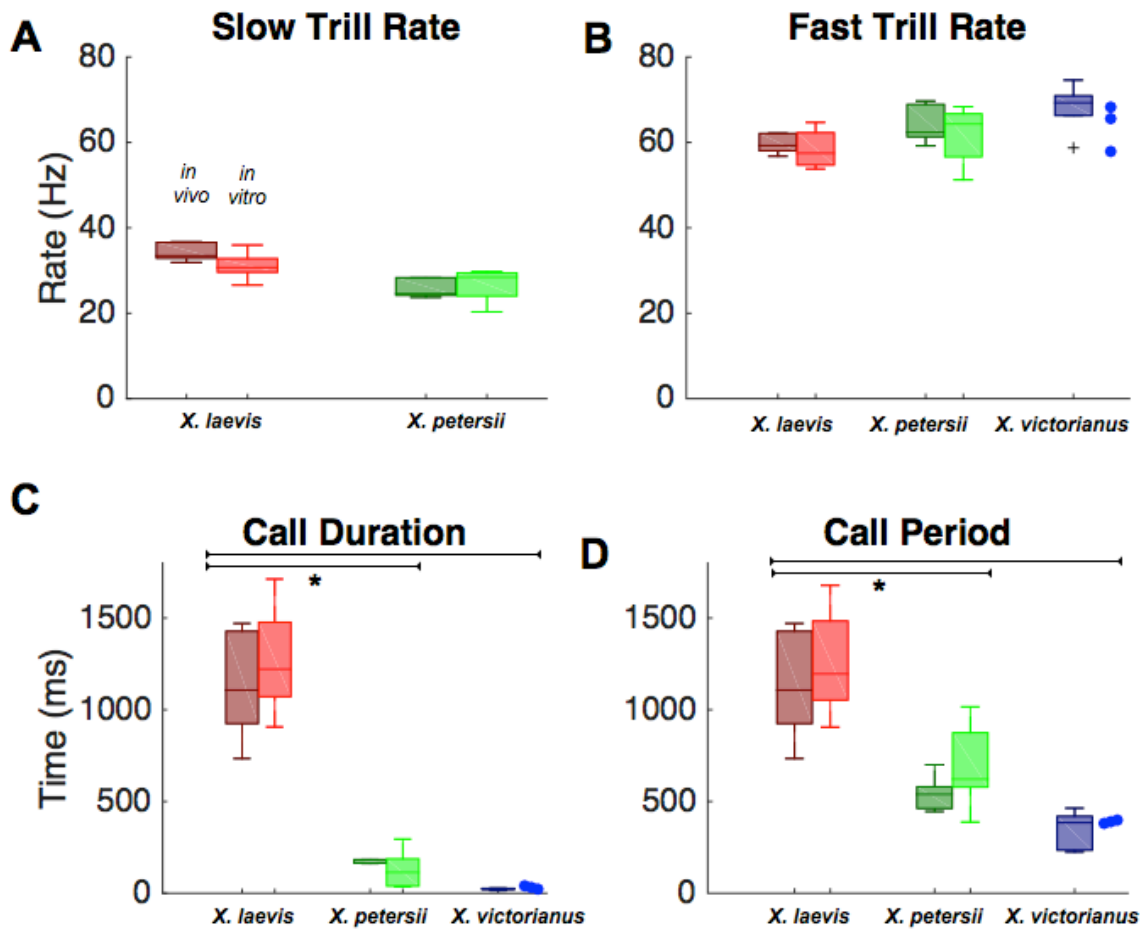 A
Slow Trill Rate
Rate (Hz)
80
60
40
20
0
in vivo
in vitro
X. laevis
X. petersii
B
Fast Trill Rate
80
60
40
20
0
X. laevis
X. petersii
X. victorianus
+
C
Call Duration
*
Time (ms)
1500
1000
500
0
X. laevis
X. petersii
X. victorianus
D
Call Period
*
1500
1000
500
0
X. laevis
X. petersii
X. victorianus